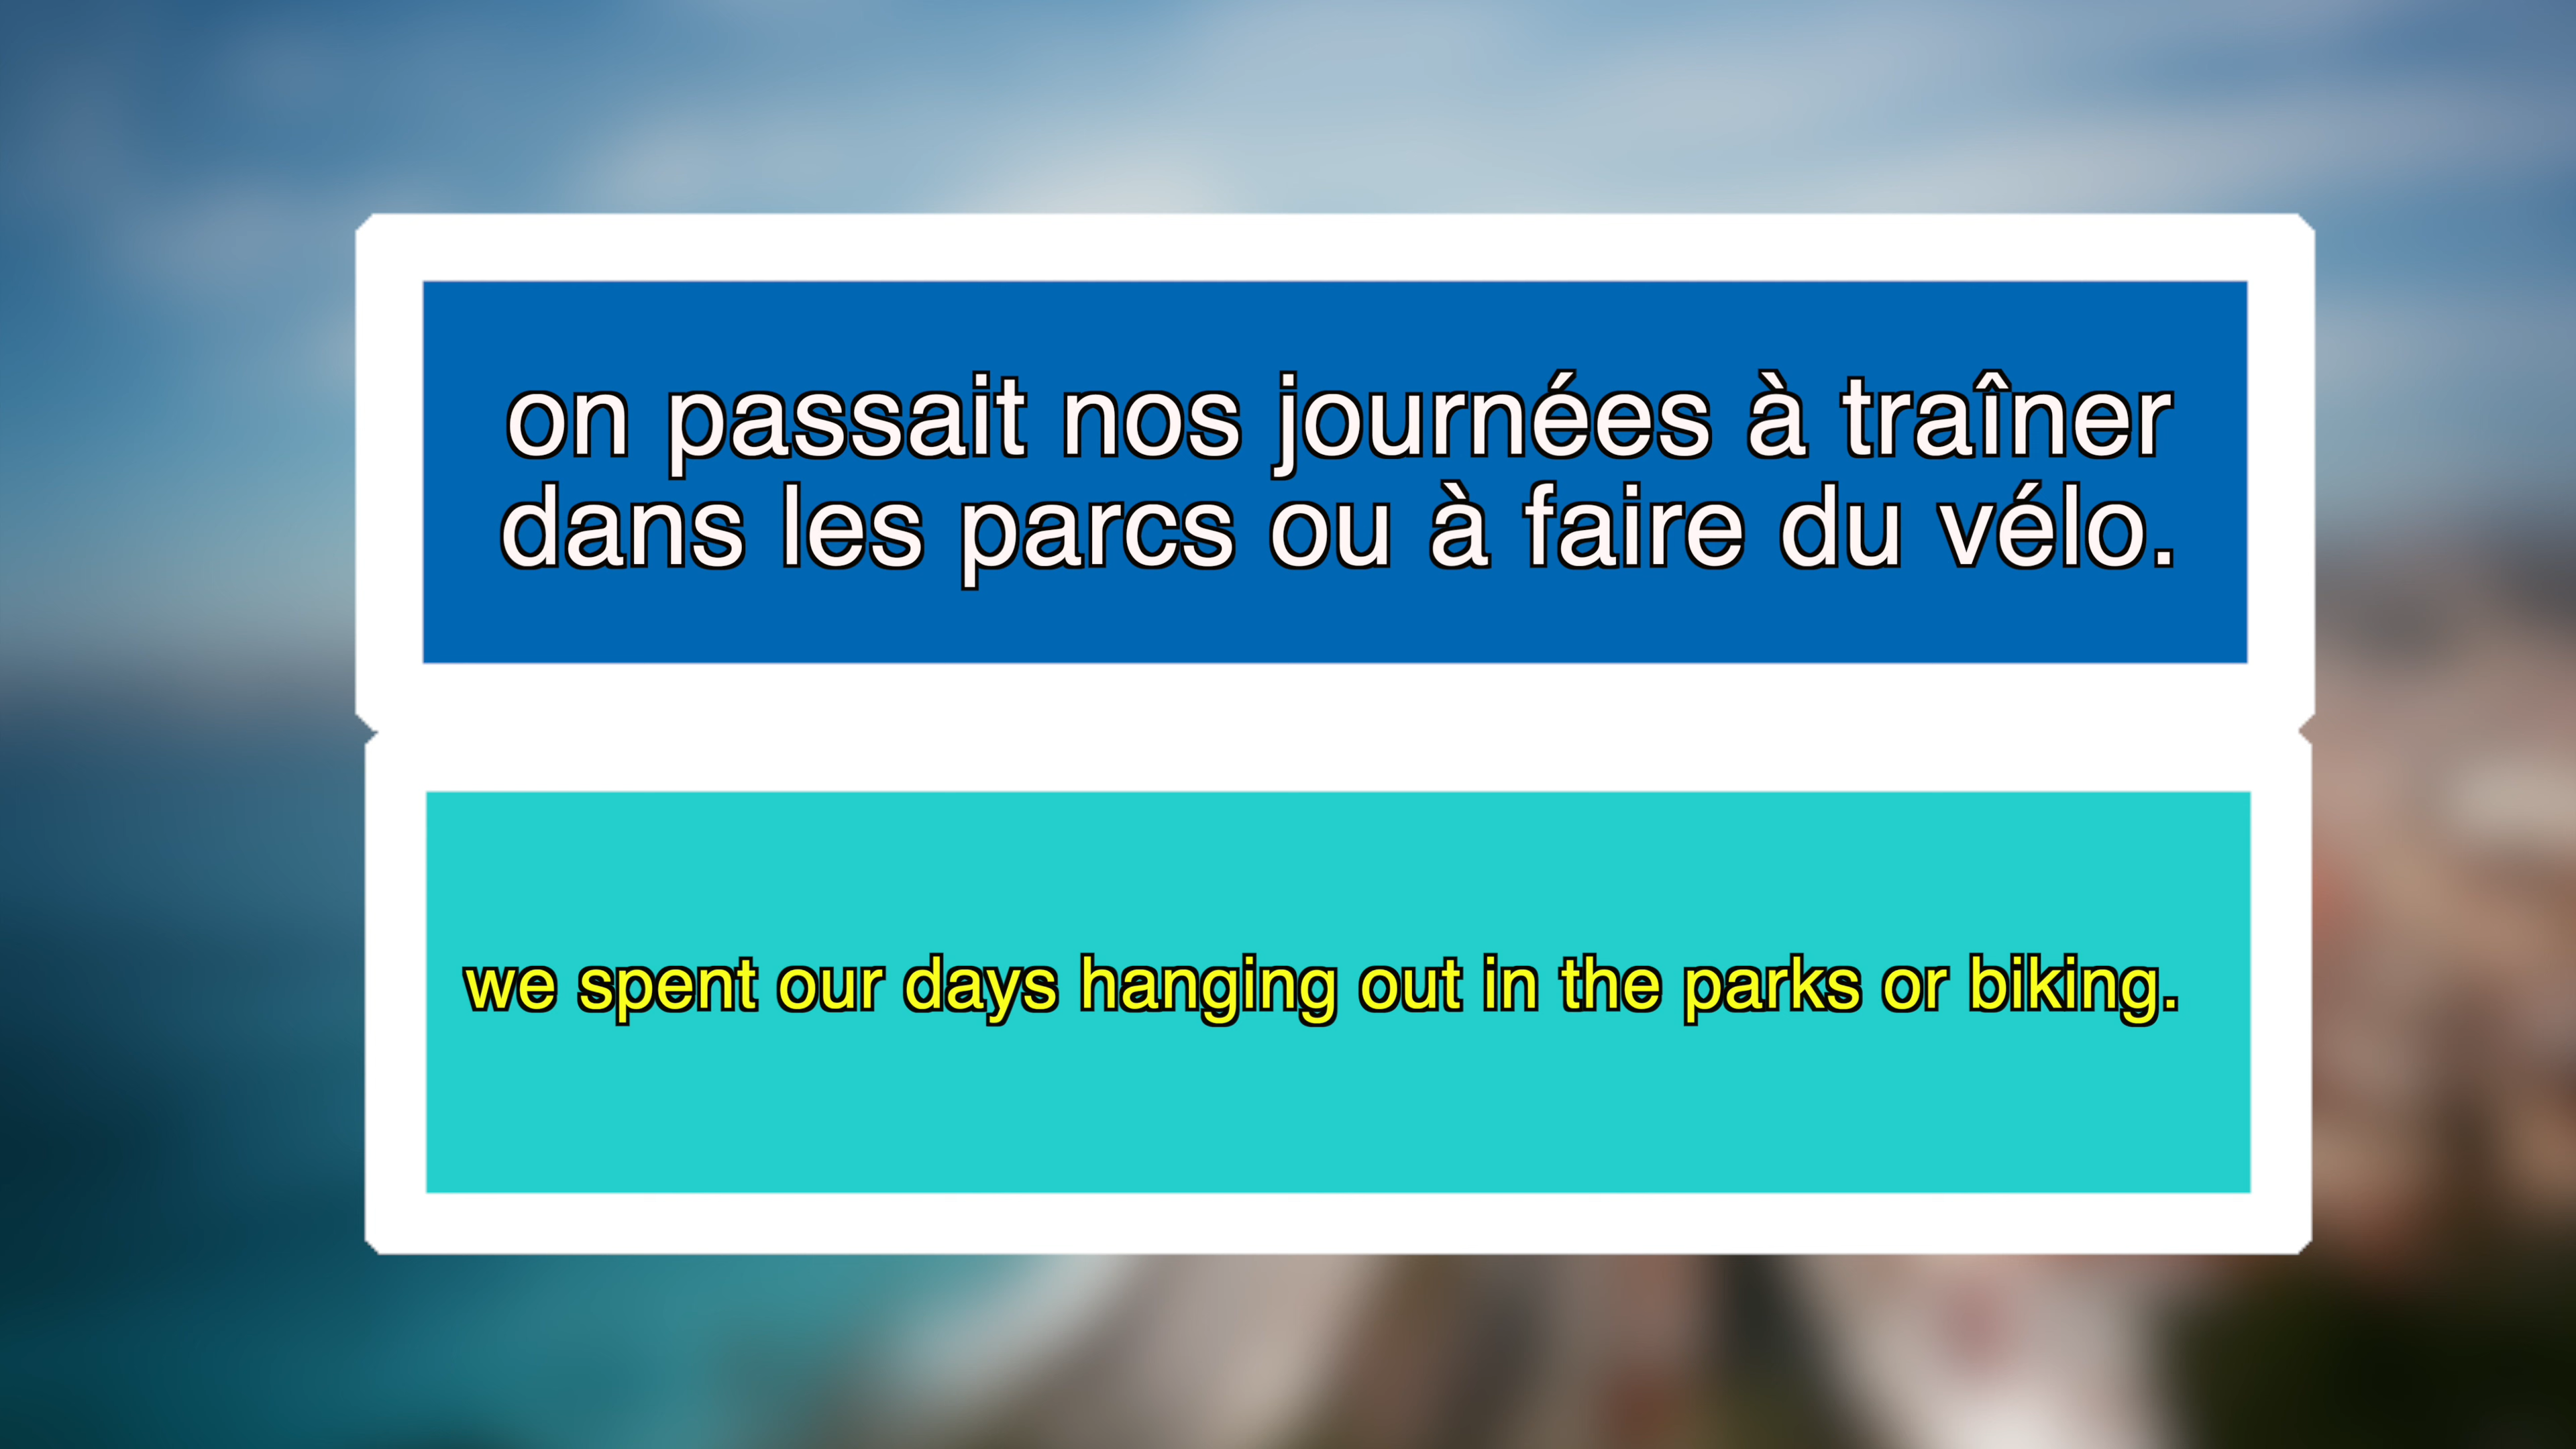 on passait nos journées à traîner
dans les parcs ou à faire du vélo.
we spent our days hanging out in the parks or biking.